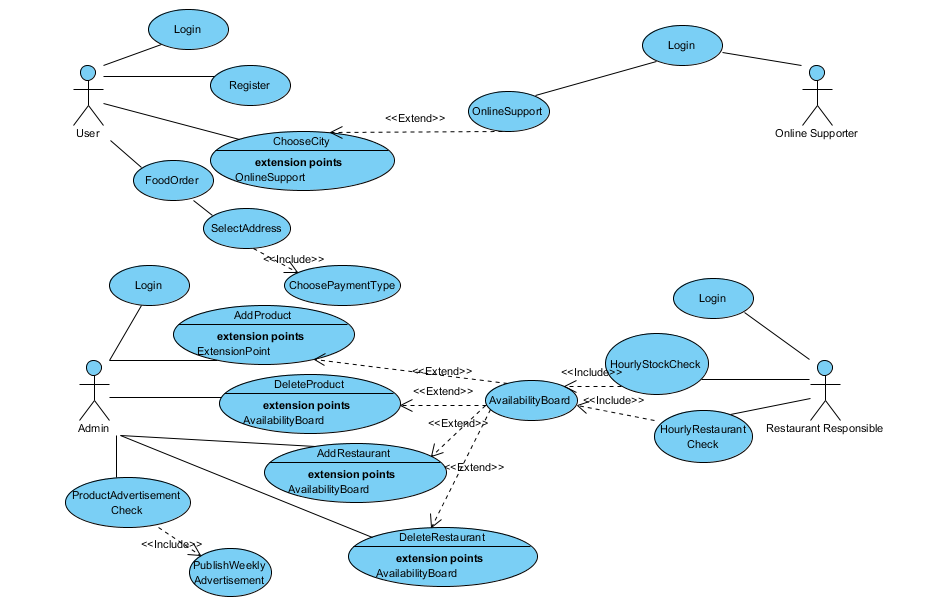 Login
Login
Register
<<Extend>>
OnlineSupport
User
Online Supporter
ChooseCity
extension points
OnlineSupport
FoodOrder
SelectAddress
<<Include>>
Login
ChoosePaymentType
Login
AddProduct
extension points
ExtensionPoint
<<Extend>>
<<Include>>
HourlyStockCheck
DeleteProduct
<<Extend>>
extension points
AvailabilityBoard
AvailabilityBoard
<<Include>>
Admin
<<Extend>>
HourlyRestaurant
Check
Restaurant Responsible
AddRestaurant
extension points
AvailabilityBoard
<<Extend>>
ProductAdvertisement
Check
<<Include>>
DeleteRestaurant
extension points
AvailabilityBoard
PublishWeekly
Advertisement